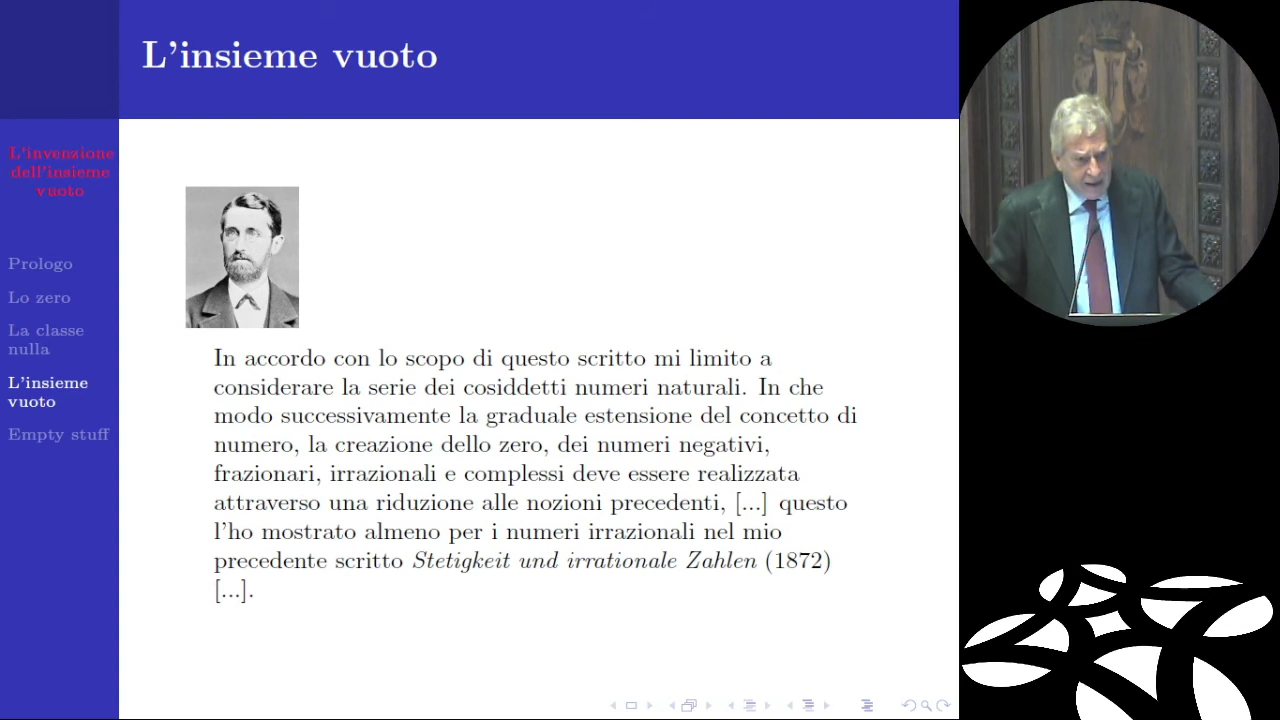 L'insieme vuoto
L'invenzione
dell'insieme
vuoto
Prologo
Lo zero
La classe
nulla
L'insieme
vuoto
Empty stuff
In accordo con lo scopo di questo scritto mi limito a
considerare la serie dei cosiddetti numeri naturali. In che
modo successivamente la graduale estensione del concetto di
numero, la creazione dello zero, dei numeri negativi,
frazionari, irrazionali e complessi deve essere realizzata
attraverso una riduzione alle nozioni precedenti, [...] questo
l'ho mostrato almeno per i numeri irrazionali nel mio
precedente scritto Stetigkeit und irrationale Zahlen (1872)
[...].